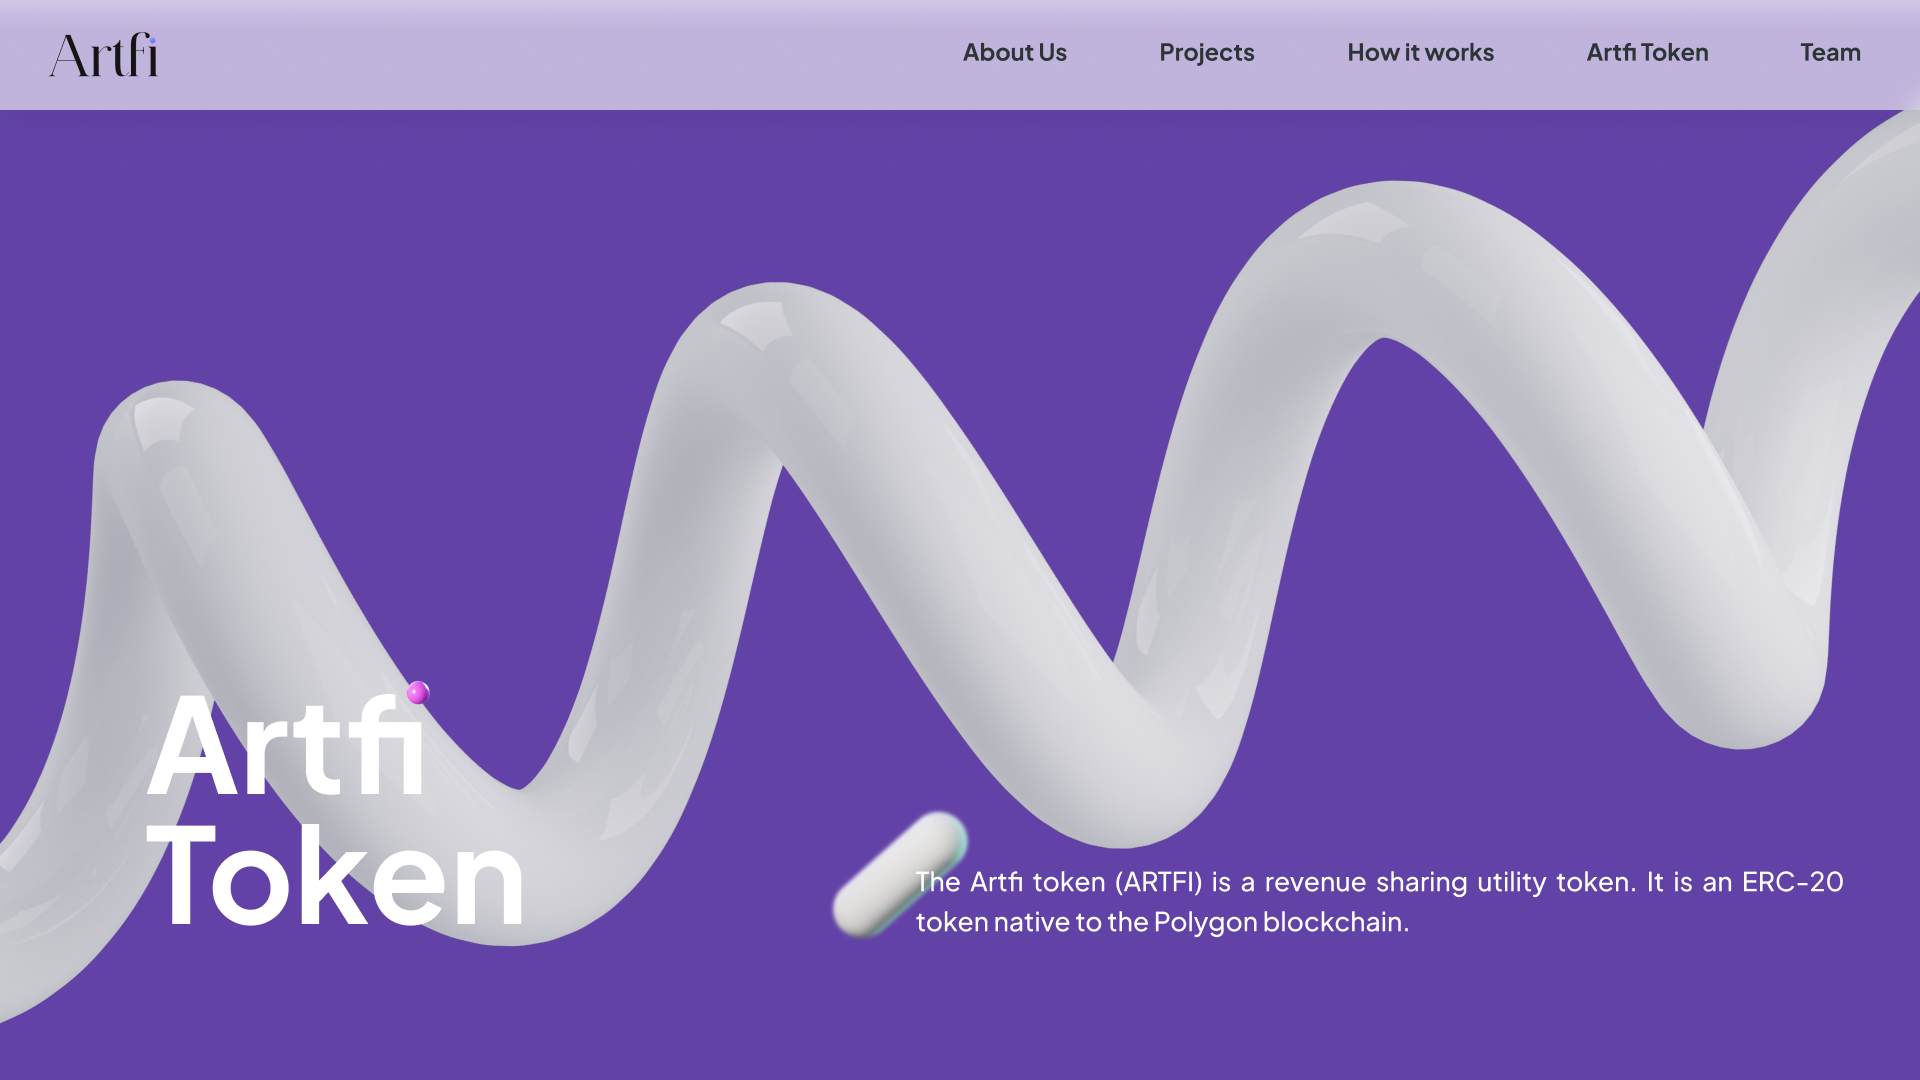 Artfi
About Us
Projects
How it works
Artfi Token
Team
Artfi
Token
The Artfi token (ARTFI) is a revenue sharing utility token. It is an ERC-20
token native to the Polygon blockchain.